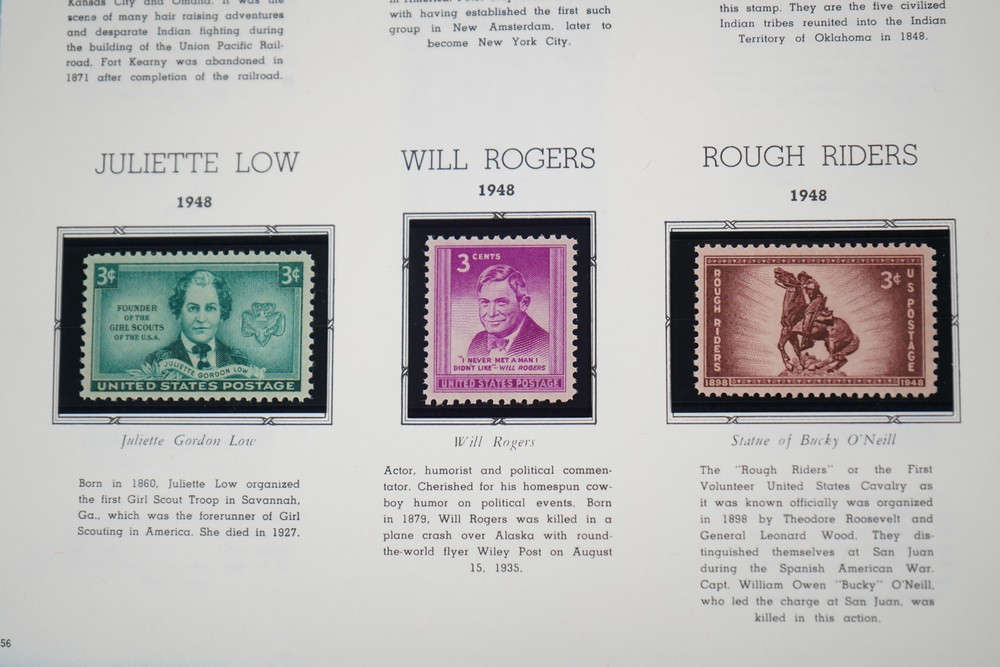 Kansas City and Omaha. It was the
scene of many hair raising adventures
and desparate Indian fighting during
the building of the Union Pacific Rail-
road. Fort Kearny was abandoned in
1871 after completion of the railroad.
with having established the first such
group in New Amsterdam, later to
become New York City.
this stamp. They are the five civilized
Indian tribes reunited into the Indian
Territory of Oklahoma in 1848.
JULIETTE LOW
1948
3¢
3¢
FOUNDER
OF THE
GIRL SCOUTS
OF THE U.S.A.
JULIETTE GORDON LOW
UNITED STATES POSTAGE
Juliette Gordon Low
Born in 1860, Juliette Low organized
the first Girl Scout Troop in Savannah,
Ga., which was the forerunner of Girl
Scouting in America. She died in 1927.
WILL ROGERS
1948
3 CENTS
"I NEVER MET A MAN I
DIDN'T LIKE"-WILL ROGERS
UNITED STATES POSTAGE
Will Rogers
Actor, humorist and political commen-
tator. Cherished for his homespun cow-
boy humor on political events. Born
in 1879, Will Rogers was killed in a
plane crash over Alaska with round-
the-world flyer Wiley Post on August
15, 1935.
ROUGH RIDERS
1948
ROUGH RIDERS
3¢
U S POSTAGE
1898
1948
Statue of Bucky O'Neill
The "Rough Riders" or the First
Volunteer United States Cavalry as
it was known officially was organized
in 1898 by Theodore Roosevelt and
General Leonard Wood. They dis-
tinguished themselves at San Juan
during the Spanish American War.
Capt. William Owen "Bucky" O'Neill,
who led the charge at San Juan, was
killed in this action.
56